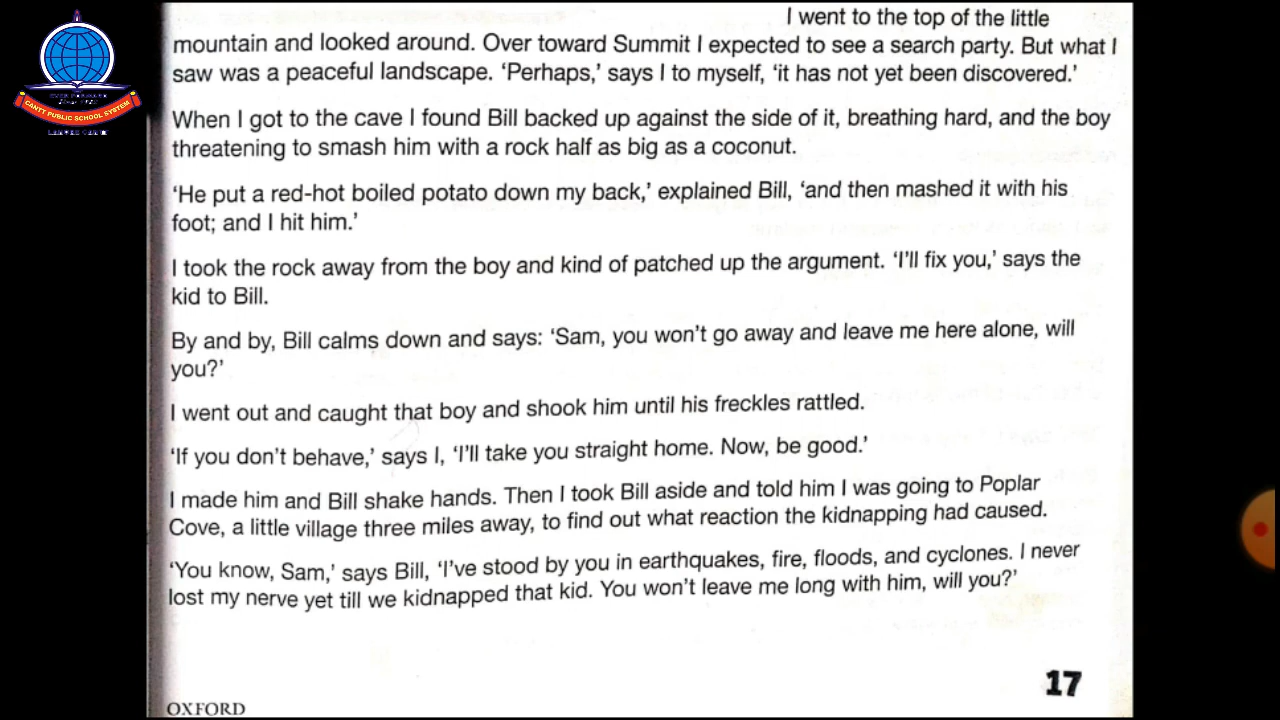 CANTT PUBLIC SCHOOL SYSTEM
I went to the top of the little
mountain and looked around. Over toward Summit I expected to see a search party. But what I
saw was a peaceful landscape. ‘Perhaps,’ says I to myself, ‘it has not yet been discovered.’
When I got to the cave I found Bill backed up against the side of it, breathing hard, and the boy
threatening to smash him with a rock half as big as a coconut.
‘He put a red-hot boiled potato down my back,’ explained Bill, ‘and then mashed it with his
foot; and I hit him.’
I took the rock away from the boy and kind of patched up the argument. ‘I’ll fix you,’ says the
kid to Bill.
By and by, Bill calms down and says: ‘Sam, you won’t go away and leave me here alone, will
you?’
I went out and caught that boy and shook him until his freckles rattled.
‘If you don’t behave,’ says I, ‘I’ll take you straight home. Now, be good.’
I made him and Bill shake hands. Then I took Bill aside and told him I was going to Poplar
Cove, a little village three miles away, to find out what reaction the kidnapping had caused.
‘You know, Sam,’ says Bill, ‘I’ve stood by you in earthquakes, fire, floods, and cyclones. I never
lost my nerve yet till we kidnapped that kid. You won’t leave me long with him, will you?’
17
OXFORD